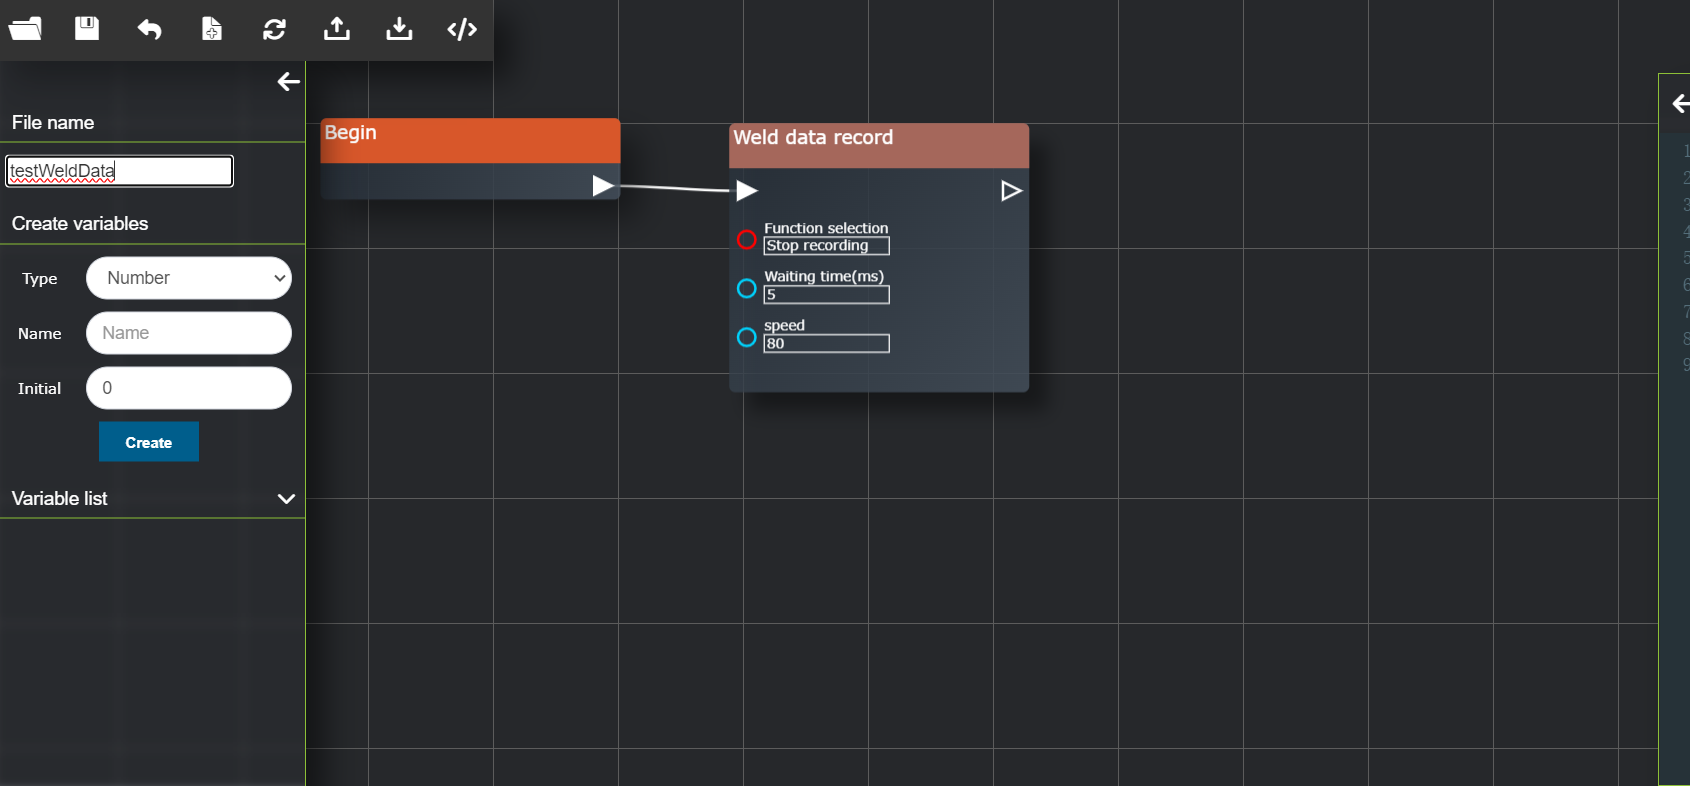 File name
testWeldData
Create variables
Type
Number
Name
Name
Initial
0
Create
Variable list
Begin
Weld data record
Function selection
Stop recording
Waiting time(ms)
5
speed
80
1
2
3
4
5
6
7
8
9